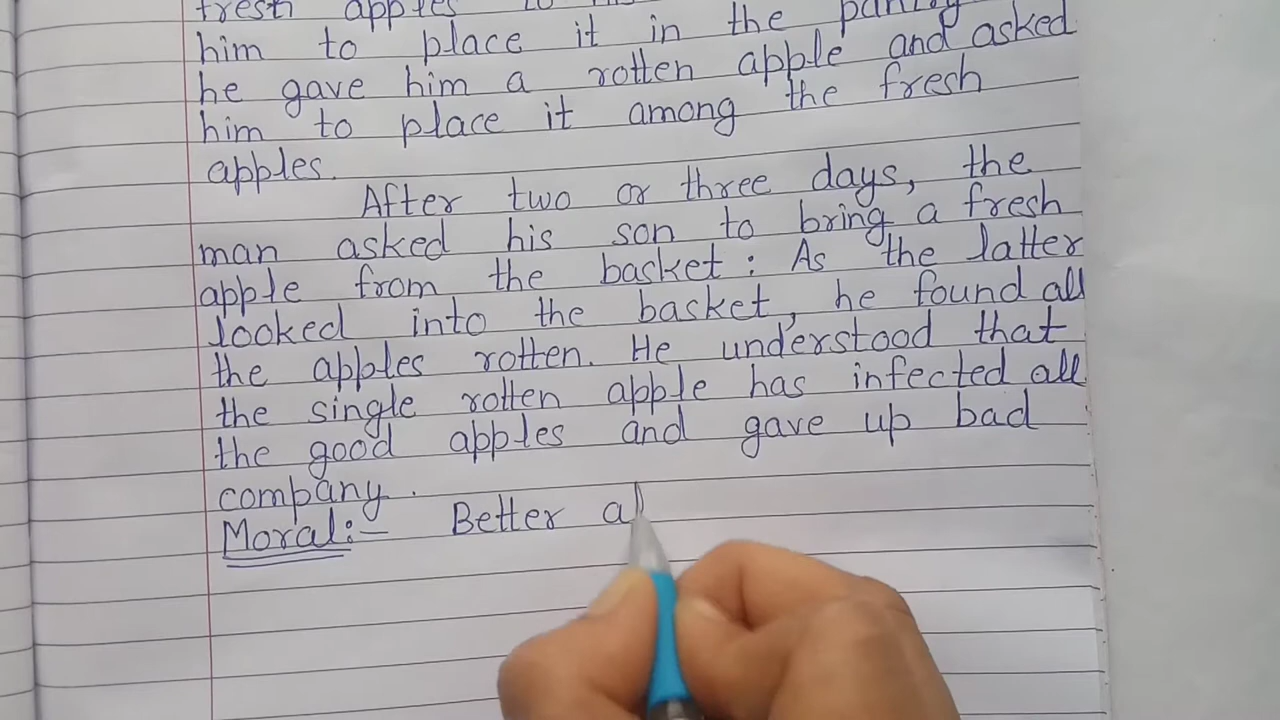 fresh apples to
him to place it in the pantry
he gave him a rotten apple and asked
him to place it among the fresh
apples.
After two or three days, the
man asked his son to bring a fresh
apple from the basket: As the latter
looked into the basket, he found all
the apples rotten. He understood that
the single rotten apple has infected all
the good apples and gave up bad
company.
Moral:- Better